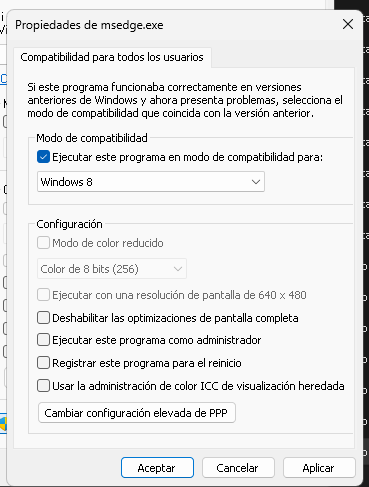 Propiedades de msedge.exe
Compatibilidad para todos los usuarios
Si este programa funcionaba correctamente en versiones
anteriores de Windows y ahora presenta problemas, selecciona el
modo de compatibilidad que coincida con la versión anterior.
Modo de compatibilidad
Ejecutar este programa en modo de compatibilidad para:
Windows 8
Configuración
Modo de color reducido
Color de 8 bits (256)
Ejecutar con una resolución de pantalla de 640 x 480
Deshabilitar las optimizaciones de pantalla completa
Ejecutar este programa como administrador
Registrar este programa para el reinicio
Usar la administración de color ICC de visualización heredada
Cambiar configuración elevada de PPP
Aceptar
Cancelar
Aplicar